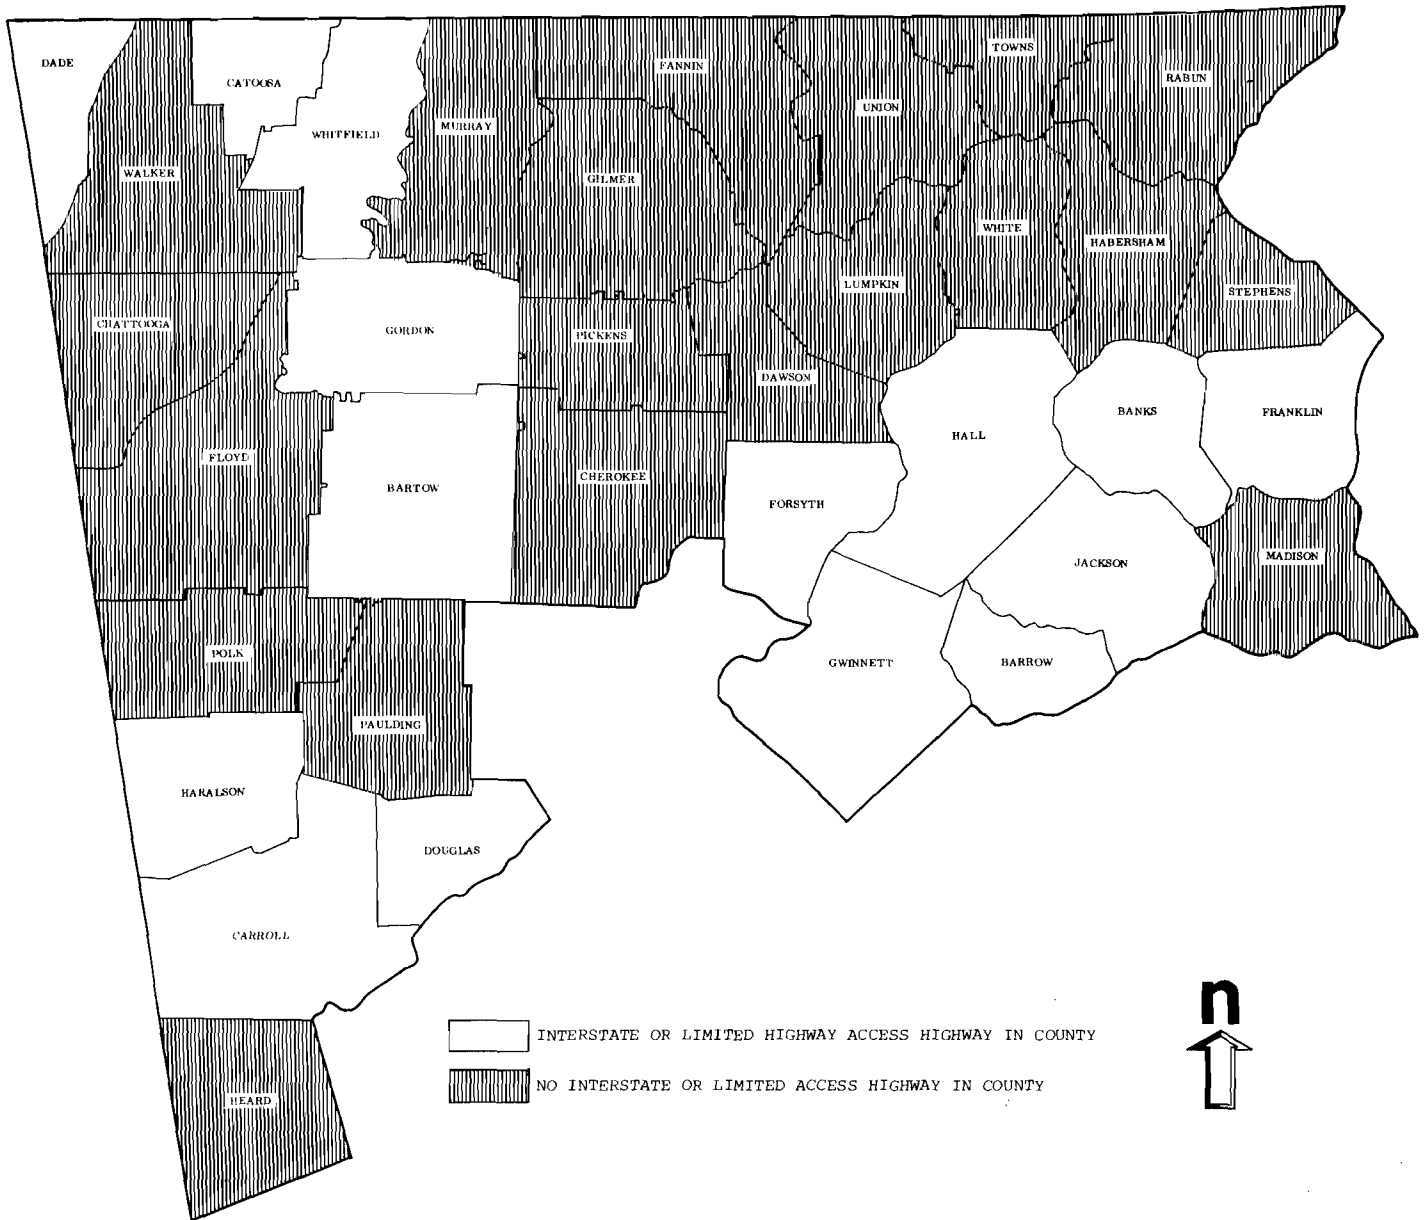 TOWNS
DADE
FANNIN
RABUN
CATOOSA
UNION
MURRAY
WHITFIELD
WALKER
GILMER
WHITE
HABERSHAM
LUMPKIN
STEPHENS
CHATTOOGA
GORDON
PICKENS
DAWSON
BANKS
FRANKLIN
HALL
FLOYD
CHEROKEE
BARTOW
FORSYTH
MADISON
JACKSON
POLK
GWINNETT
BARROW
PAULDING
HARALSON
DOUGLAS
CARROLL
n
INTERSTATE OR LIMITED HIGHWAY ACCESS HIGHWAY IN COUNTY
NO INTERSTATE OR LIMITED ACCESS HIGHWAY IN COUNTY
HEARD